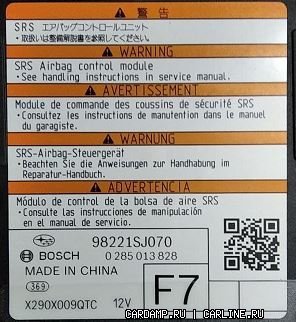 警告
SRS エアバッグコントロールユニット
・取扱いは整備解説書を参照してください。
WARNING
SRS Airbag control module
• See handling instructions in service manual.
AVERTISSEMENT
Module de commande des coussins de sécurité SRS
• Consultez les instructions de manutention dans le manuel
du garagiste.
WARNUNG
SRS-Airbag-Steuergerät
• Beachten Sie die Anweisungen zur Handhabung im
Reparatur-Handbuch.
ADVERTENCIA
Módulo de control de la bolsa de aire SRS
• Consulte las instrucciones de manipulación
en el manual de servicio.
98221SJ070
BOSCH 0 285 013 828
MADE IN CHINA
369
F7
X290X009QTC 12V
CARDAMP.RU | CARLINE.RU